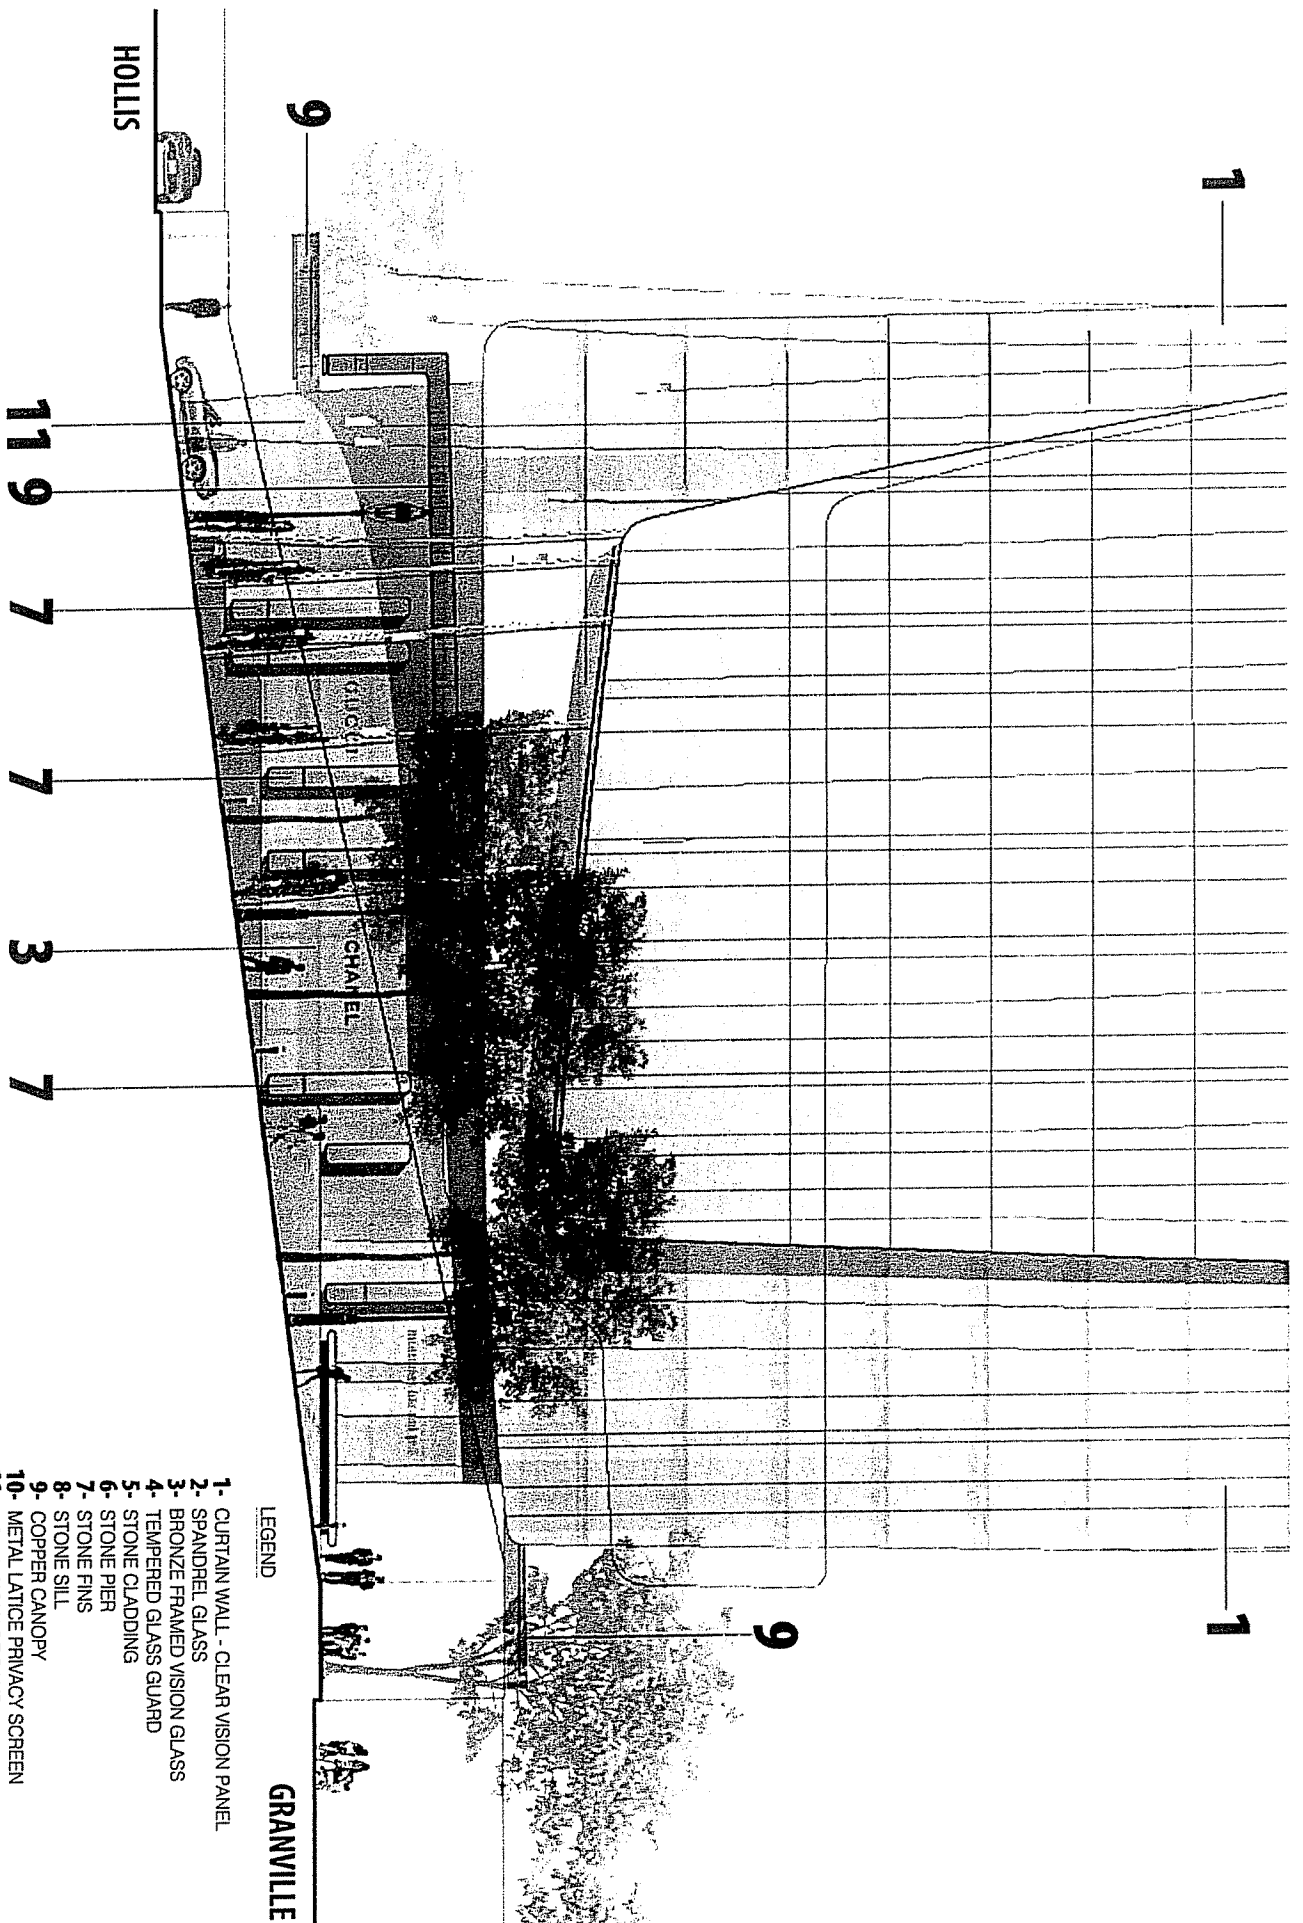 1
1
9
9
GUCCI
CHANEL
HOLLIS
GRANVILLE
11
9
7
7
3
7
LEGEND
1- CURTAIN WALL - CLEAR VISION PANEL
2- SPANDREL GLASS
3- BRONZE FRAMED VISION GLASS
4- TEMPERED GLASS GUARD
5- STONE CLADDING
6- STONE PIER
7- STONE FINS
8- STONE SILL
9- COPPER CANOPY
10- METAL LATICE PRIVACY SCREEN